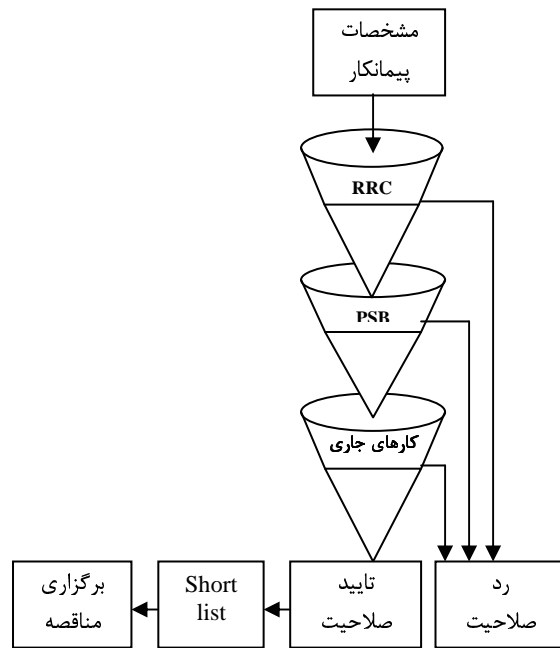 مشخصات
پیمانکار
RRC
PSB
کارهای جاری
رد
صلاحیت
تایید
صلاحیت
Short
list
برگزاری
مناقصه